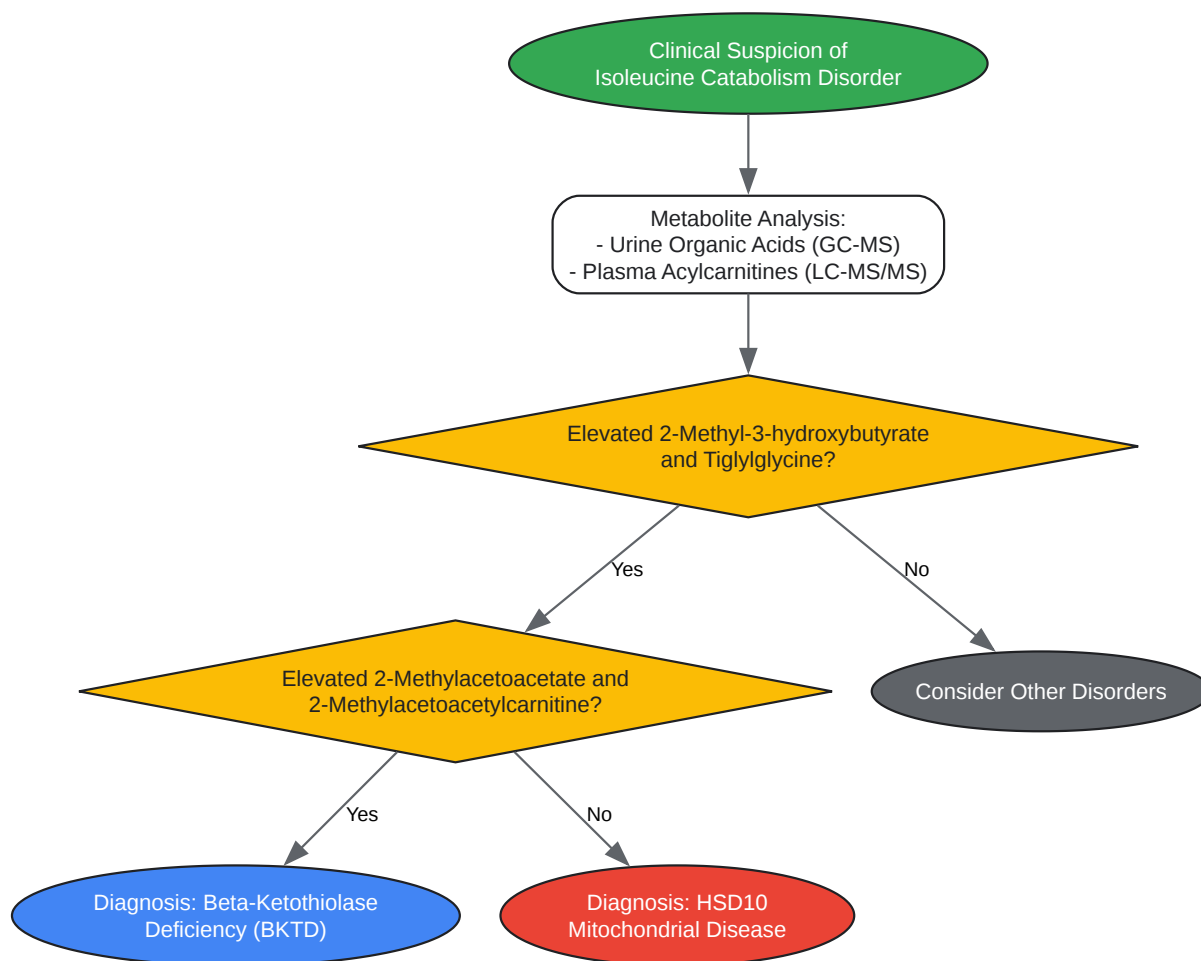 Clinical Suspicion of
Isoleucine Catabolism Disorder
Metabolite Analysis:
- Urine Organic Acids (GC-MS)
- Plasma Acylcarnitines (LC-MS/MS)
Elevated 2-Methyl-3-hydroxybutyrate
and Tiglylglycine?
Yes
No
Elevated 2-Methylacetoacetate and
2-Methylacetoacetylcarnitine?
Consider Other Disorders
Yes
No
Diagnosis: Beta-Ketothiolase
Deficiency (BKTD)
Diagnosis: HSD10
Mitochondrial Disease